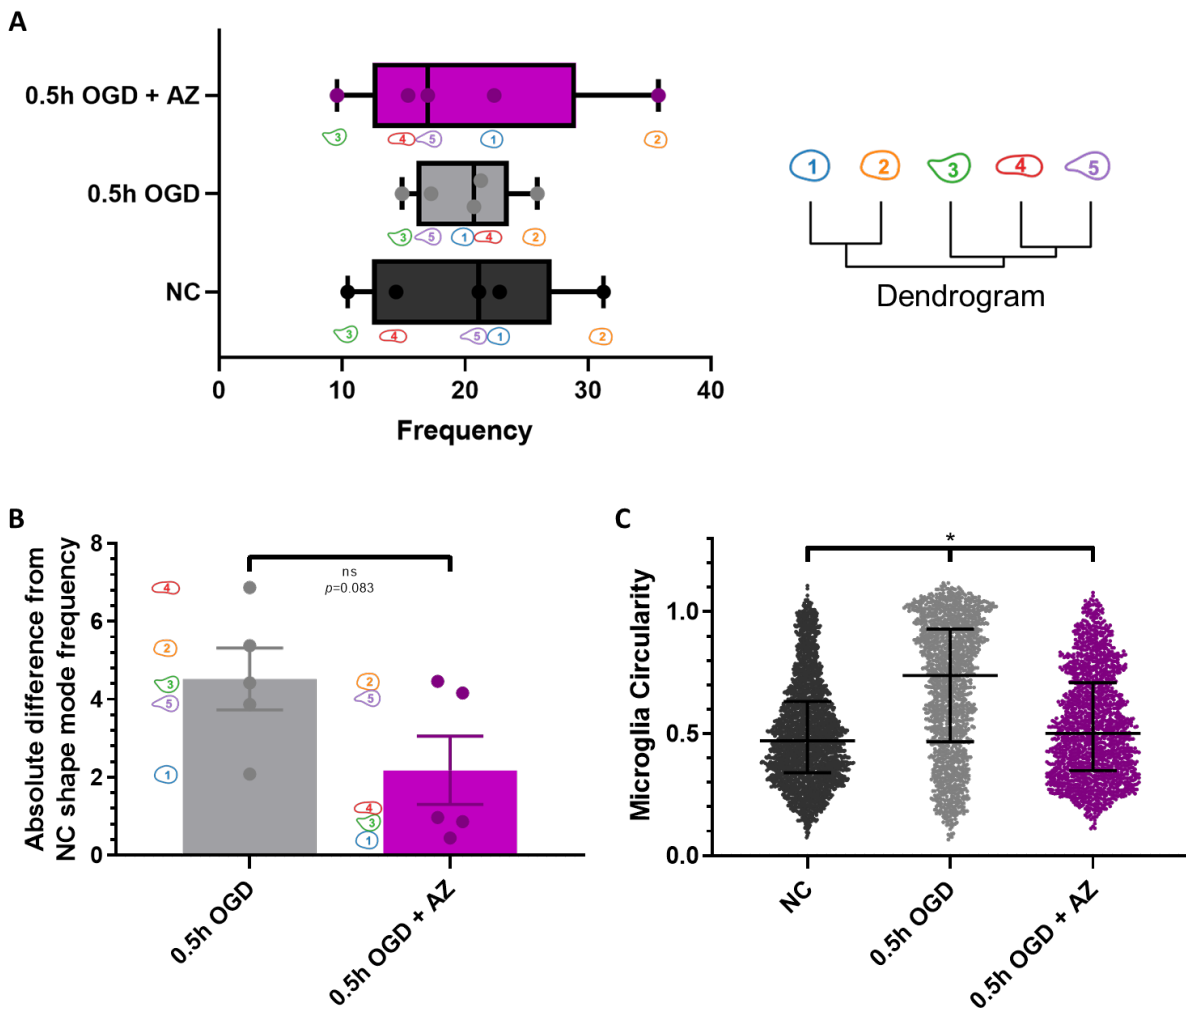 A
0.5h OGD + AZ
3 4 5 1 2
0.5h OGD
3 5 1 4 2
NC
3 4 5 1 2
0 10 20 30 40
Frequency
1 2 3 4 5
Dendrogram
B
Absolute difference from
NC shape mode frequency
8
6
4
2
0
ns
p=0.083
4
2
3
5
1
2
5
4
3
1
0.5h OGD
0.5h OGD + AZ
C
Microglia Circularity
1.0
0.5
0.0
*
NC
0.5h OGD
0.5h OGD + AZ